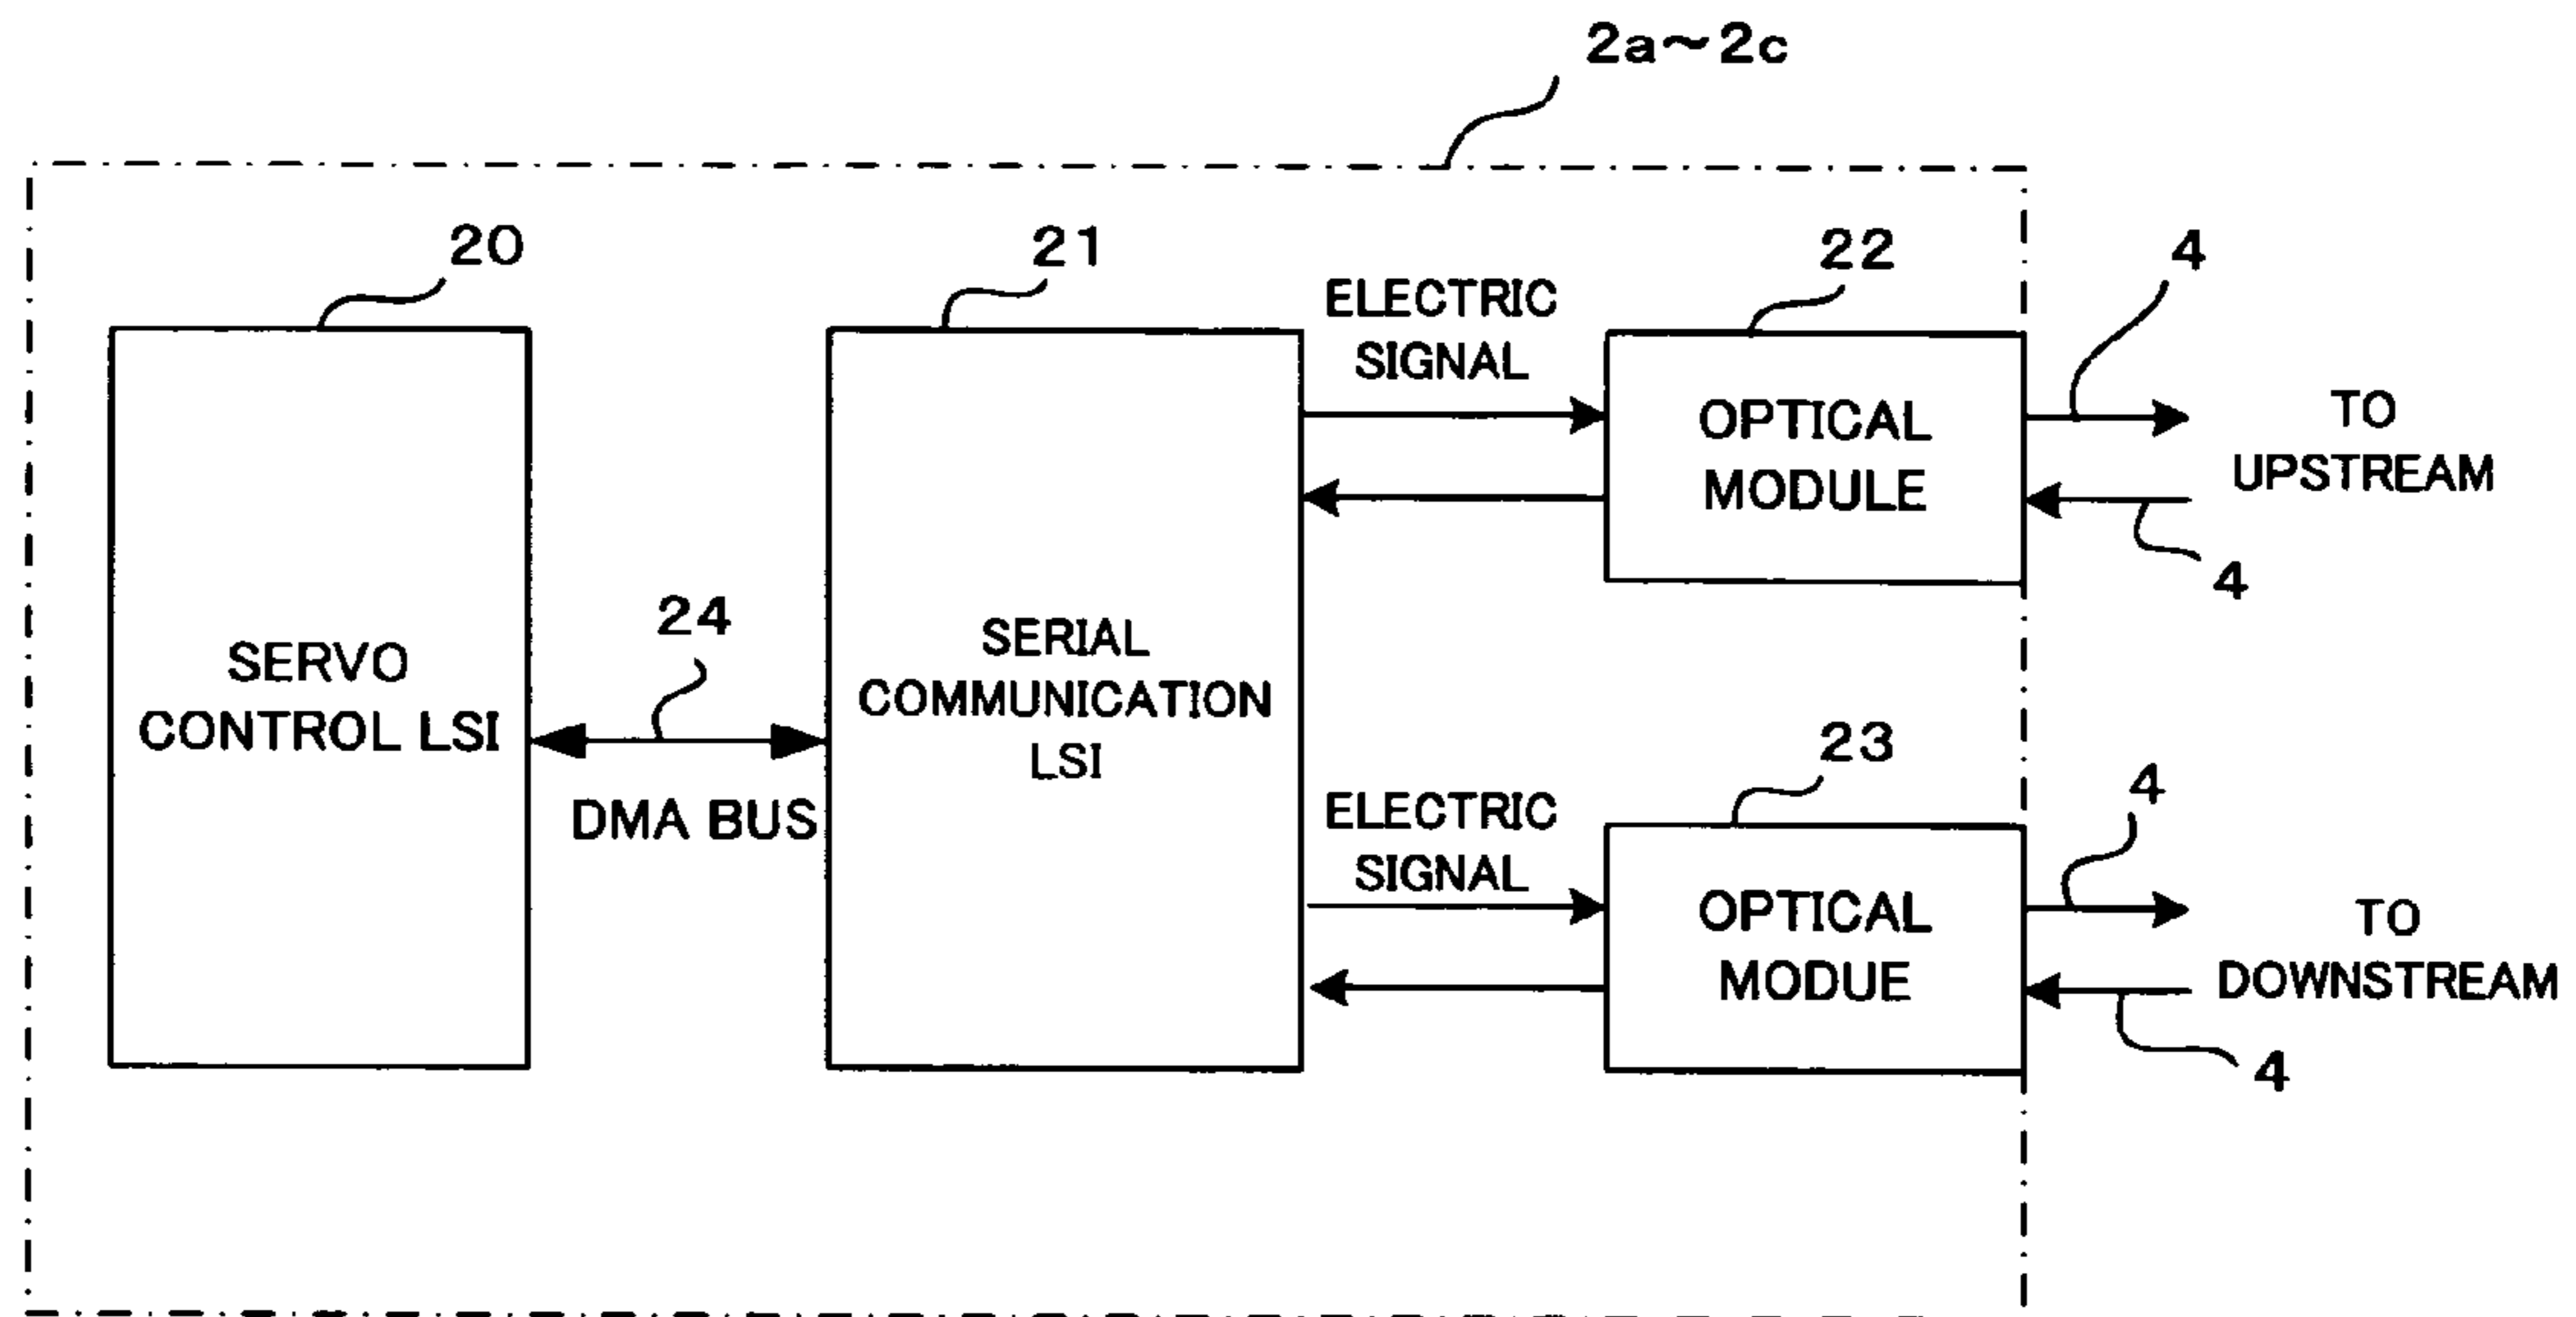 2a~2c
20
21
22
4
ELECTRIC
SIGNAL
OPTICAL
MODULE
TO
UPSTREAM
4
24
SERVO
CONTROL LSI
DMA BUS
SERIAL
COMMUNICATION
LSI
23
4
ELECTRIC
SIGNAL
OPTICAL
MODUE
TO
DOWNSTREAM
4